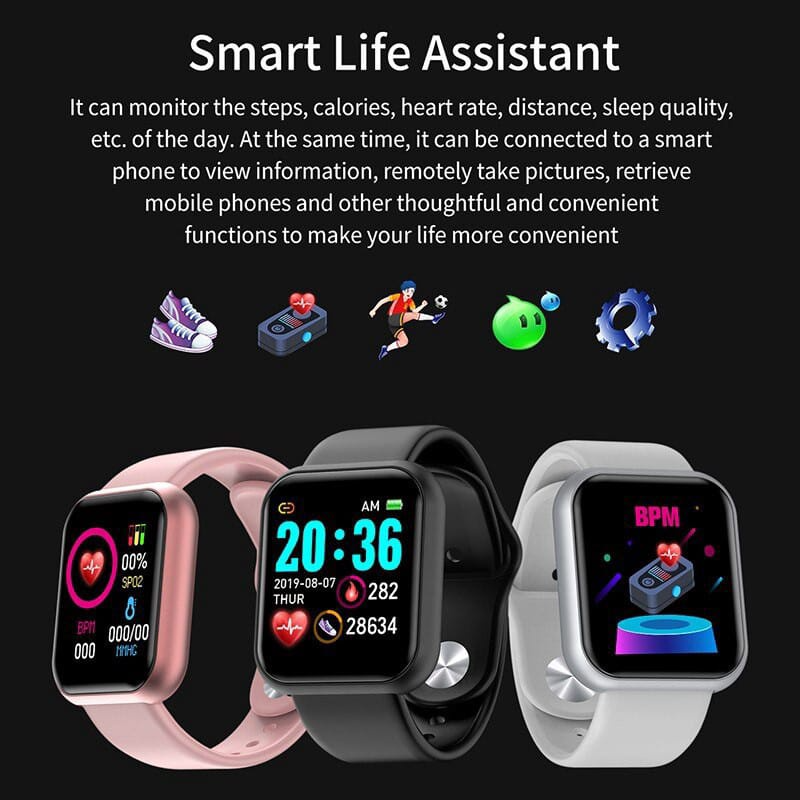 Smart Life Assistant
It can monitor the steps, calories, heart rate, distance, sleep quality,
etc. of the day. At the same time, it can be connected to a smart
phone to view information, remotely take pictures, retrieve
mobile phones and other thoughtful and convenient
functions to make your life more convenient
00%
SPO2
BPM
000
000/00
MMHG
AM
20:36
2019-08-07
THUR
282
28634
BPM